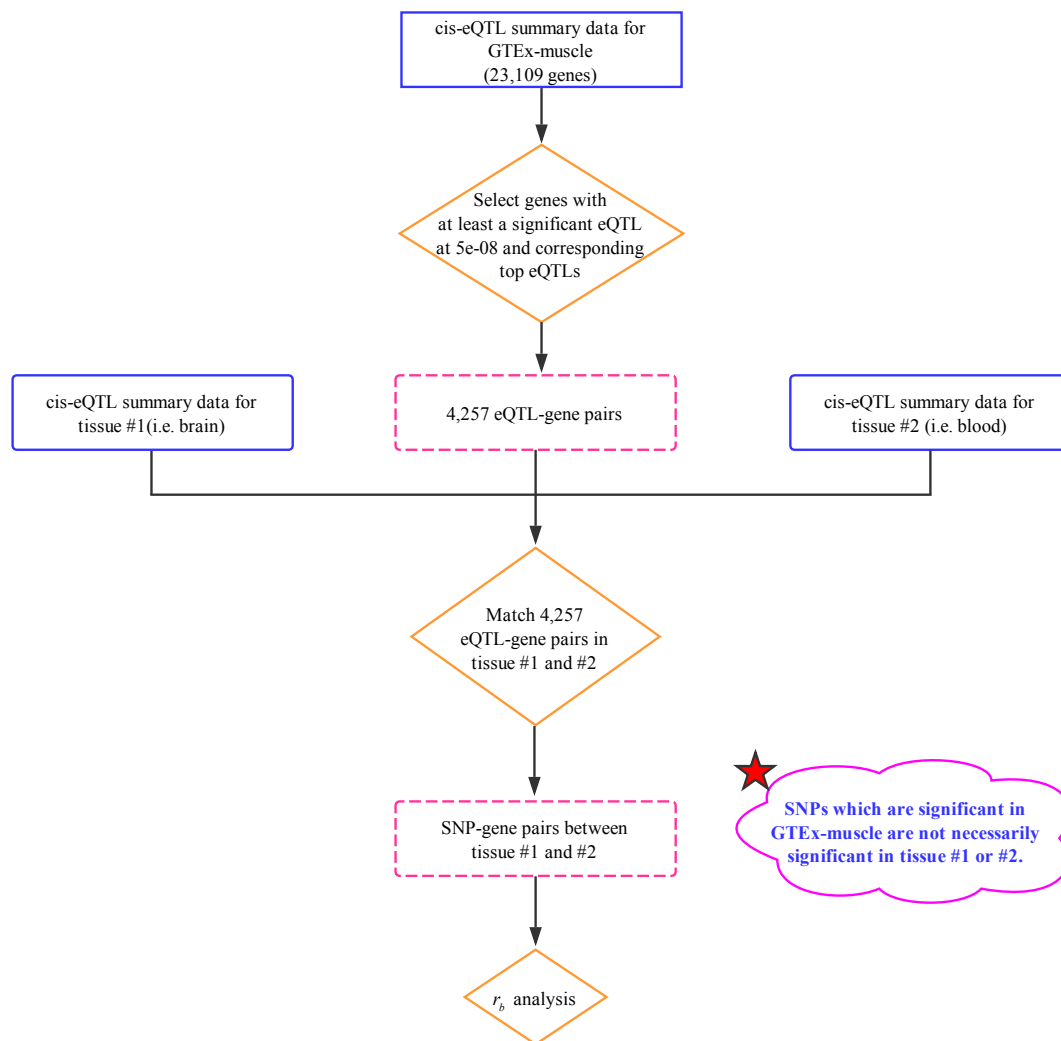 cis-eQTL summary data for
GTEx-muscle
(23,109 genes)
Select genes with
at least a significant eQTL
at 5e-08 and corresponding
top eQTLs
cis-eQTL summary data for
tissue #1(i.e. brain)
4,257 eQTL-gene pairs
cis-eQTL summary data for
tissue #2 (i.e. blood)
Match 4,257
eQTL-gene pairs in
tissue #1 and #2
SNP-gene pairs between
tissue #1 and #2
SNPs which are significant in
GTEx-muscle are not necessarily
significant in tissue #1 or #2.
r_b analysis